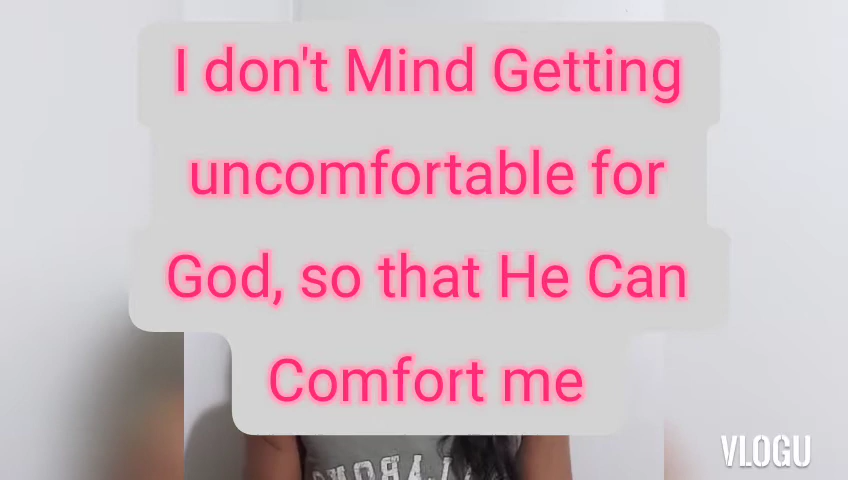 I don't Mind Getting
uncomfortable for
God, so that He Can
Comfort me
VLOGU